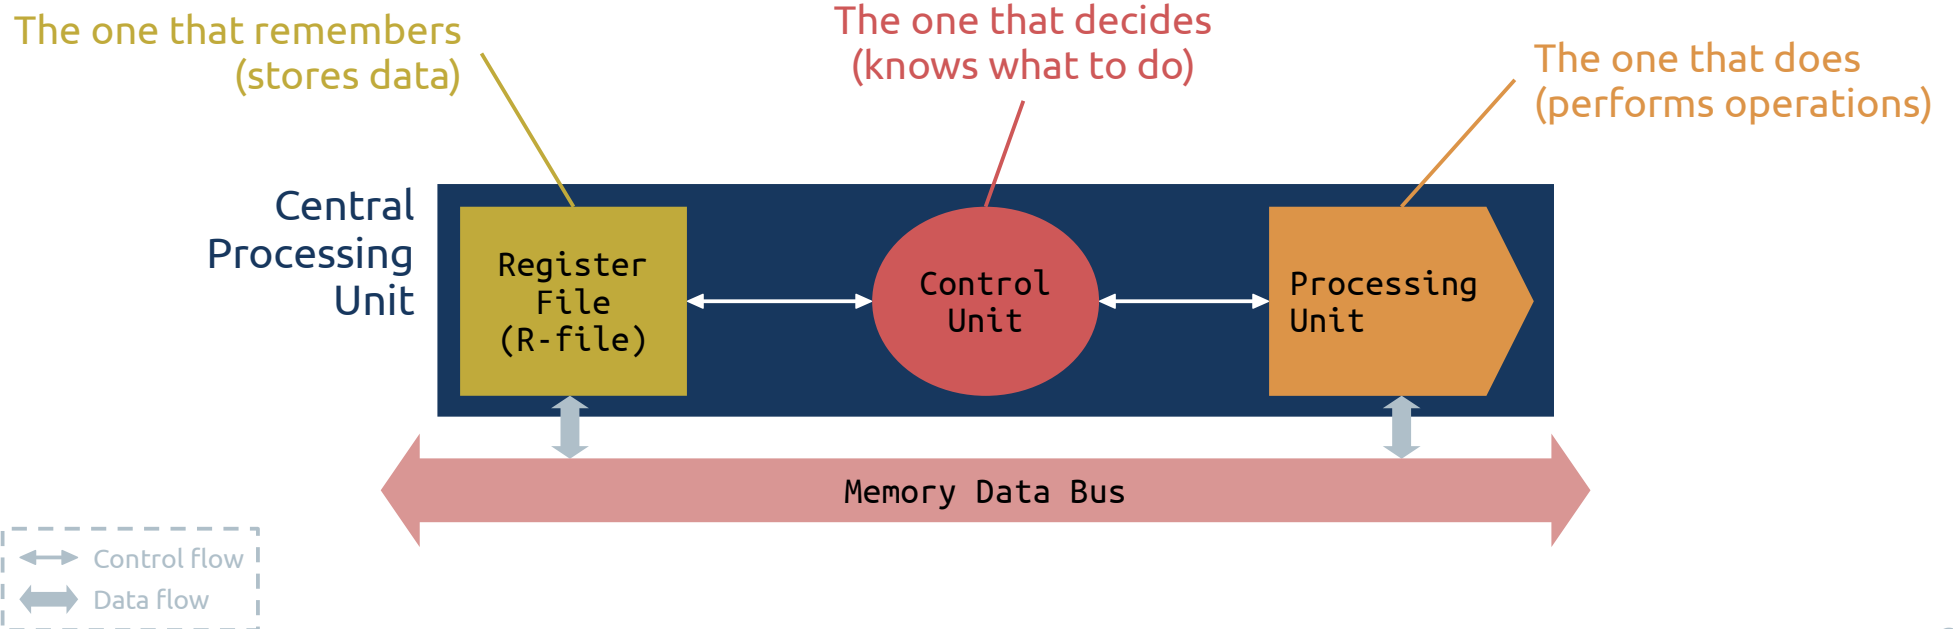 The one that remembers
(stores data)
The one that decides
(knows what to do)
The one that does
(performs operations)
Central
Processing
Unit
Register
File
(R-file)
Control
Unit
Processing
Unit
Memory Data Bus
Control flow
Data flow